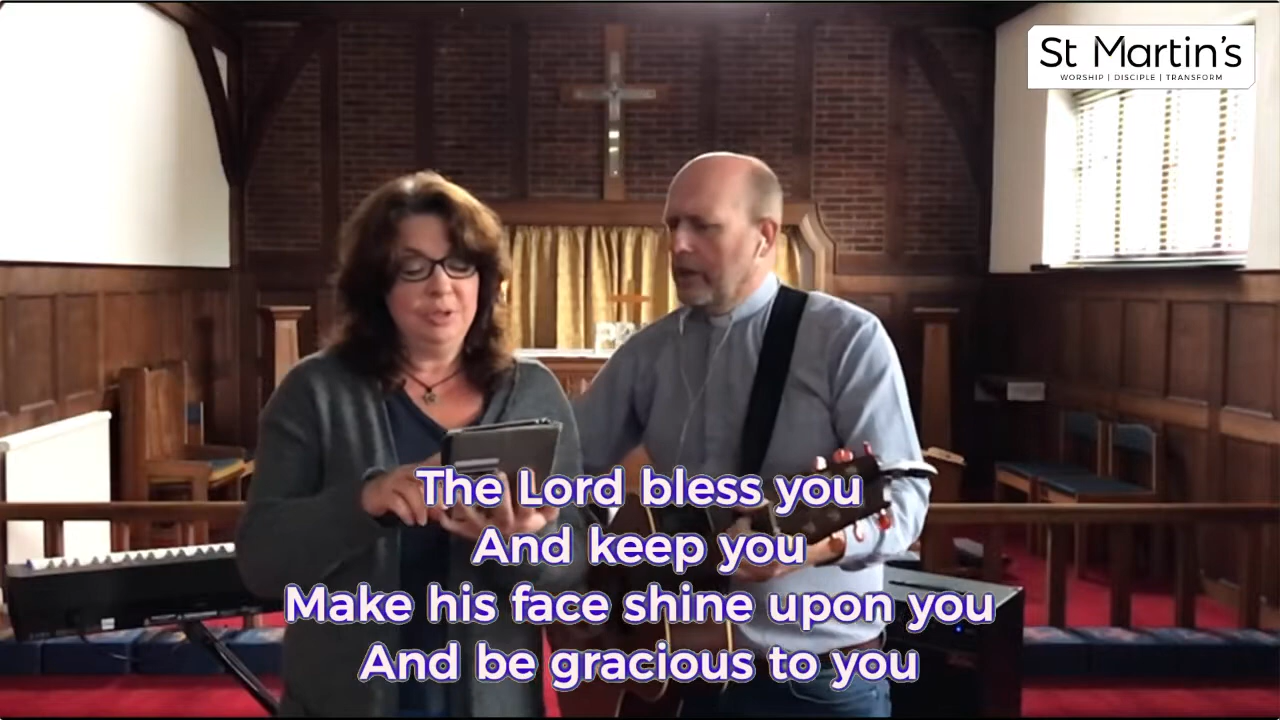 St Martin's
WORSHIP | DISCIPLE | TRANSFORM
The Lord bless you
And keep you
Make his face shine upon you
And be gracious to you